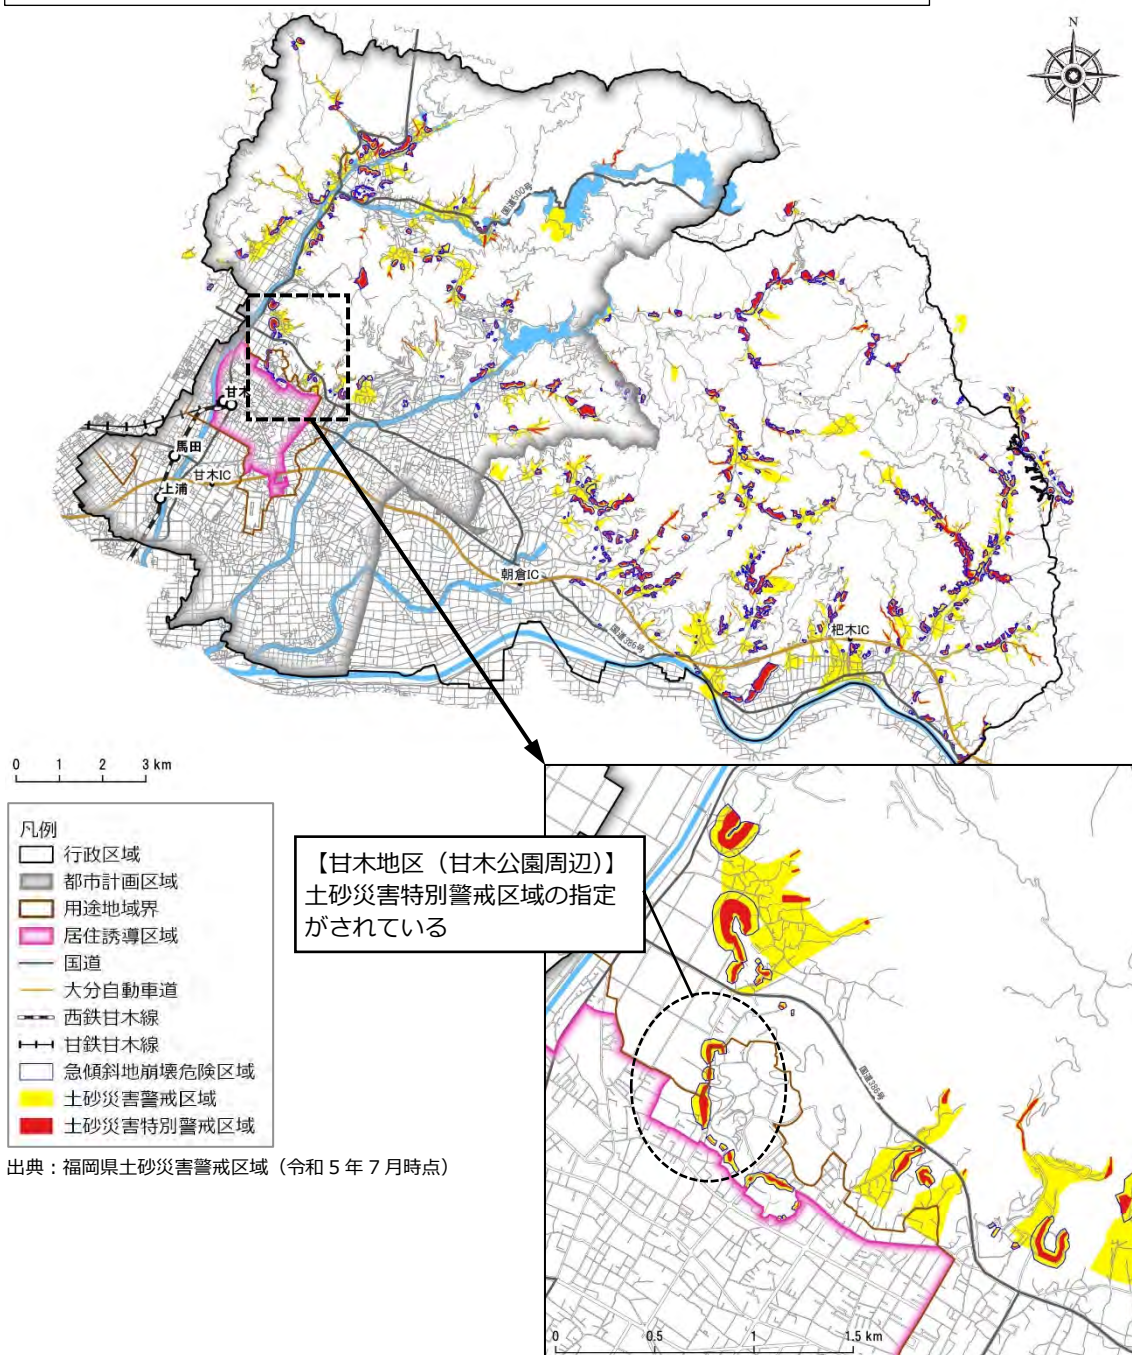 N
国道500号
甘木
馬田
甘木IC
上浦
朝倉IC
国道386号
杷木IC
0 1 2 3 km
凡例
行政区域
都市計画区域
用途地域界
居住誘導区域
国道
大分自動車道
西鉄甘木線
甘鉄甘木線
急傾斜地崩壊危険区域
土砂災害警戒区域
土砂災害特別警戒区域
出典：福岡県土砂災害警戒区域（令和5年7月時点）
【甘木地区（甘木公園周辺）】
土砂災害特別警戒区域の指定
がされている
国道386号
0 0.5 1 1.5 km